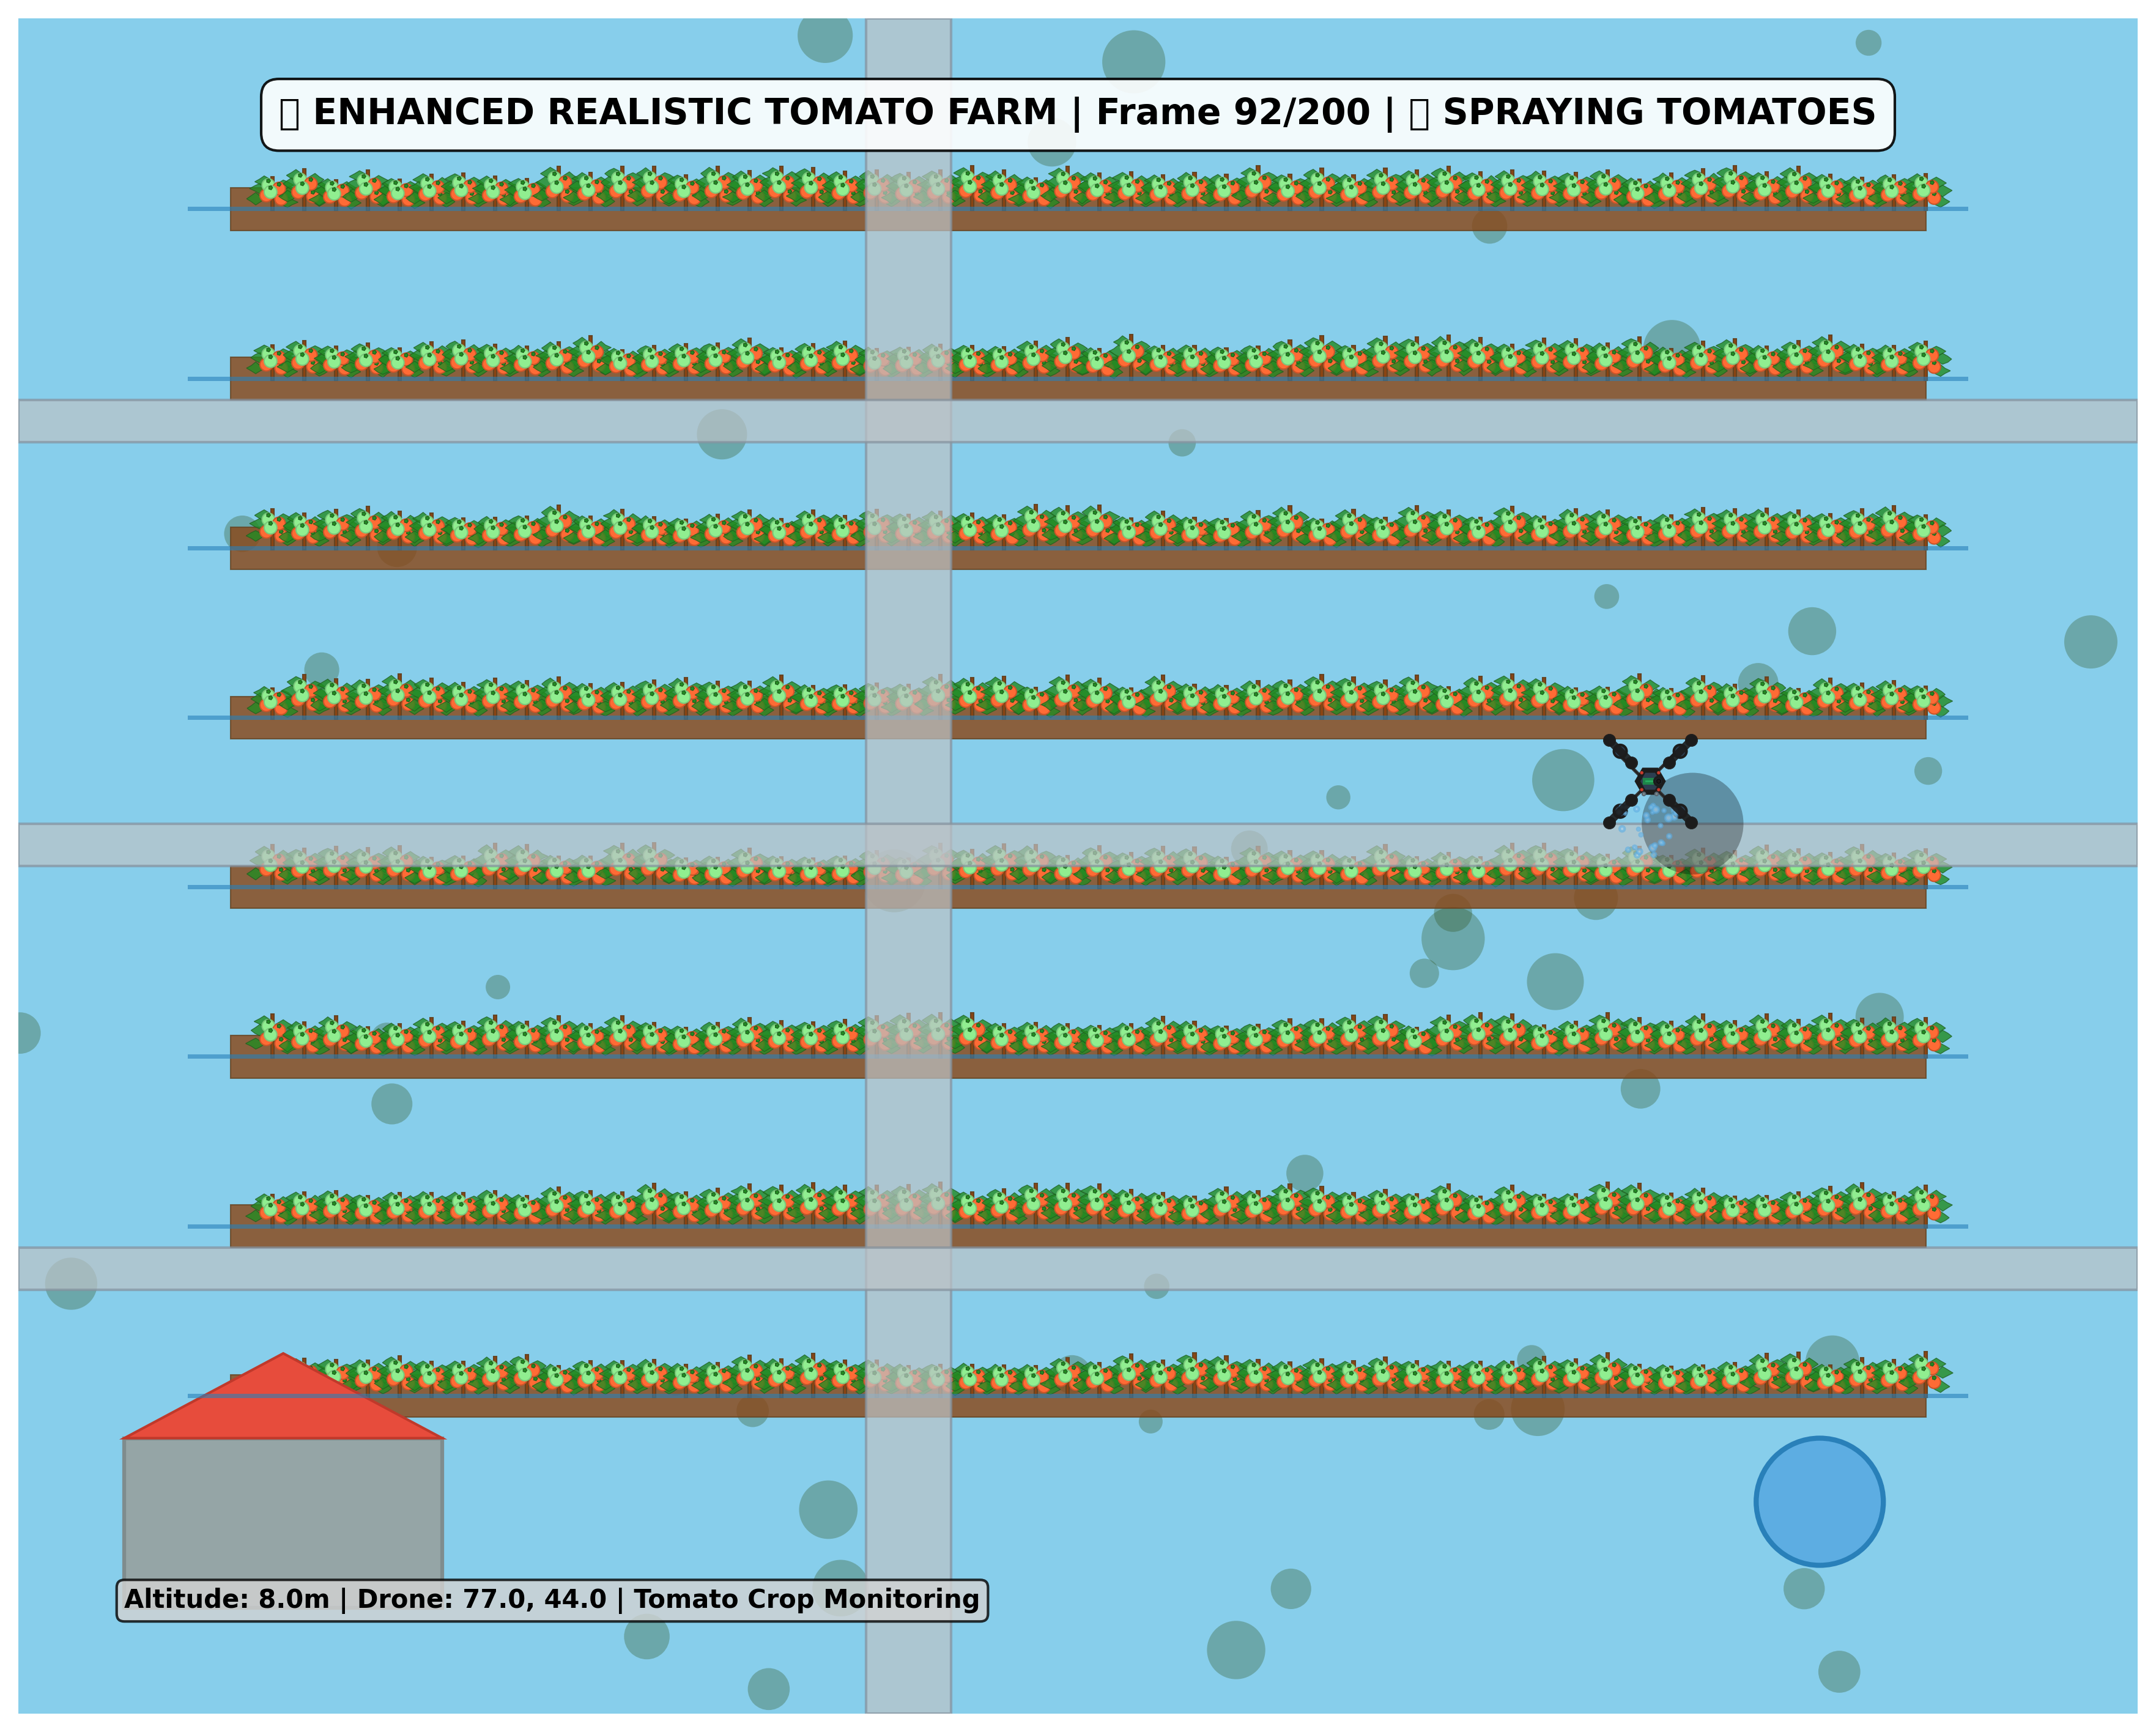 ▯ ENHANCED REALISTIC TOMATO FARM | Frame 92/200 | ▯ SPRAYING TOMATOES
Altitude: 8.0m | Drone: 77.0, 44.0 | Tomato Crop Monitoring